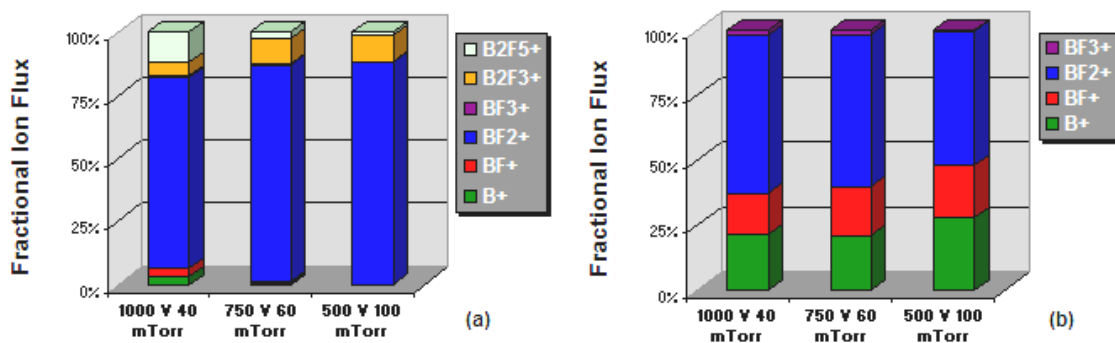 Fractional Ion Flux
100%
75%
50%
25%
0%
1000 V 40
mTorr
750 V 60
mTorr
500 V 100
mTorr
B2F5+
B2F3+
BF3+
BF2+
BF+
B+
(a)
Fractional Ion Flux
100%
75%
50%
25%
0%
1000 V 40
mTorr
750 V 60
mTorr
500 V 100
mTorr
BF3+
BF2+
BF+
B+
(b)